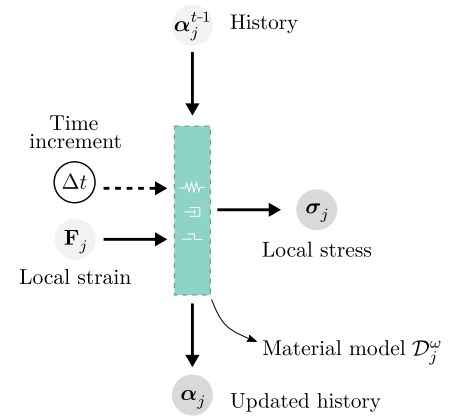 α_j^{t-1} History
Time
increment
Δt
F_j
Local strain
σ_j
Local stress
Material model 𝒟_j^ω
α_j Updated history